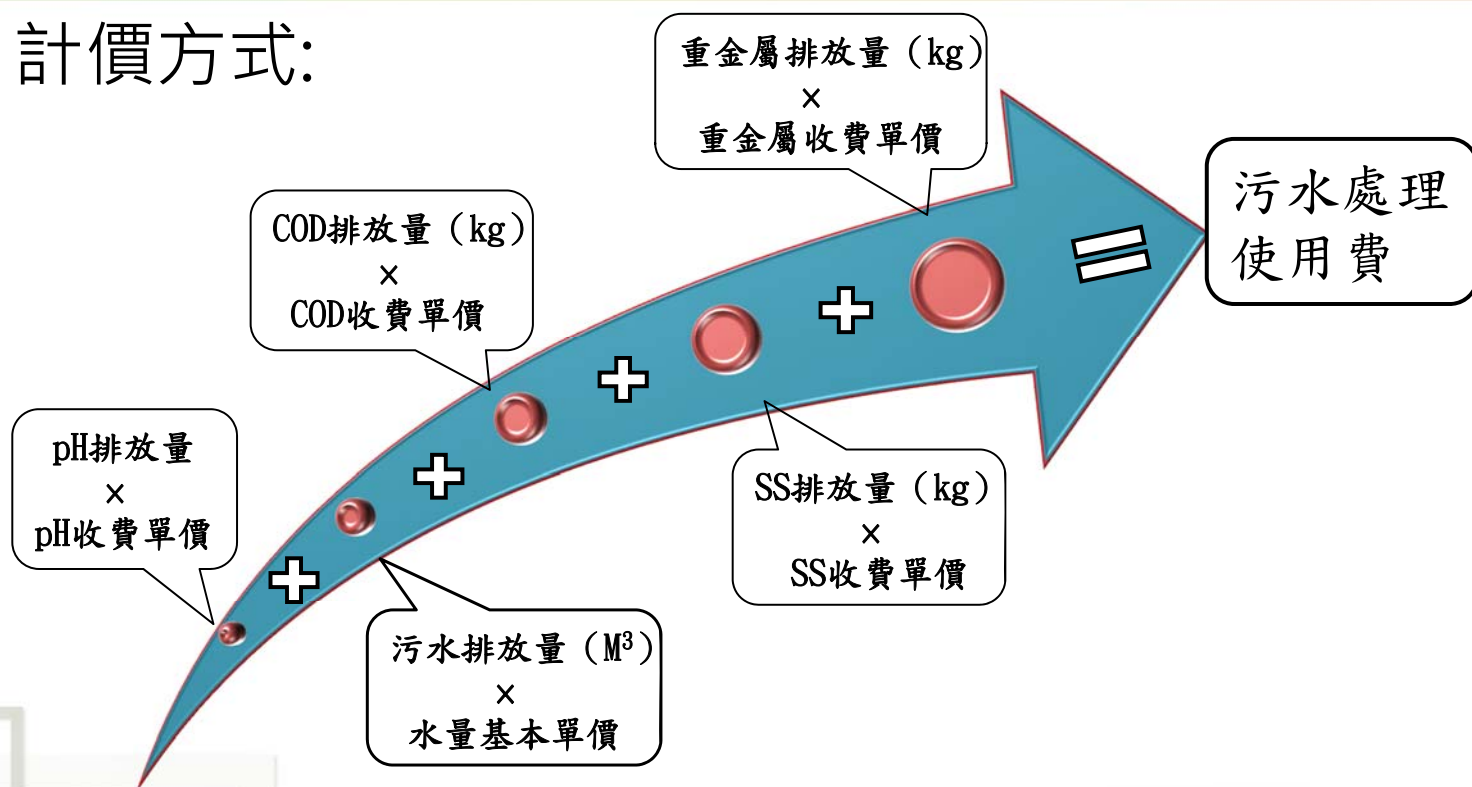 計價方式:
pH排放量
×
pH收費單價
污水排放量（M³）
×
水量基本單價
COD排放量（kg）
×
COD收費單價
SS排放量（kg）
×
SS收費單價
重金屬排放量（kg）
×
重金屬收費單價
污水處理
使用費